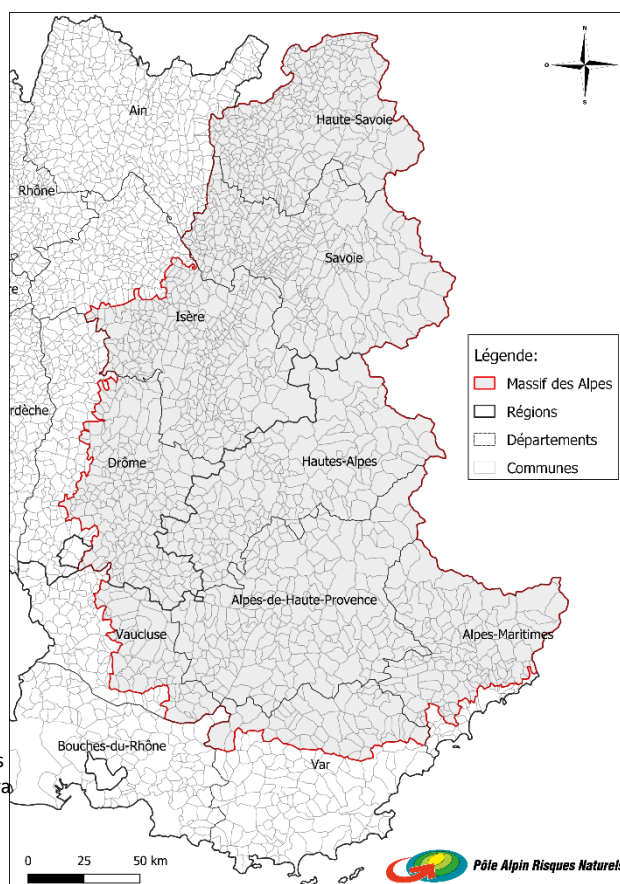 N
O
E
S
Ain
Haute-Savoie
Rhône
Savoie
Isère
Légende:
Massif des Alpes
Régions
Départements
Communes
rdèche
Drôme
Hautes-Alpes
Alpes-de-Haute-Provence
Vaucluse
Alpes-Maritimes
Bouches-du-Rhône
Var
0 25 50 km
Pôle Alpin Risques Naturels